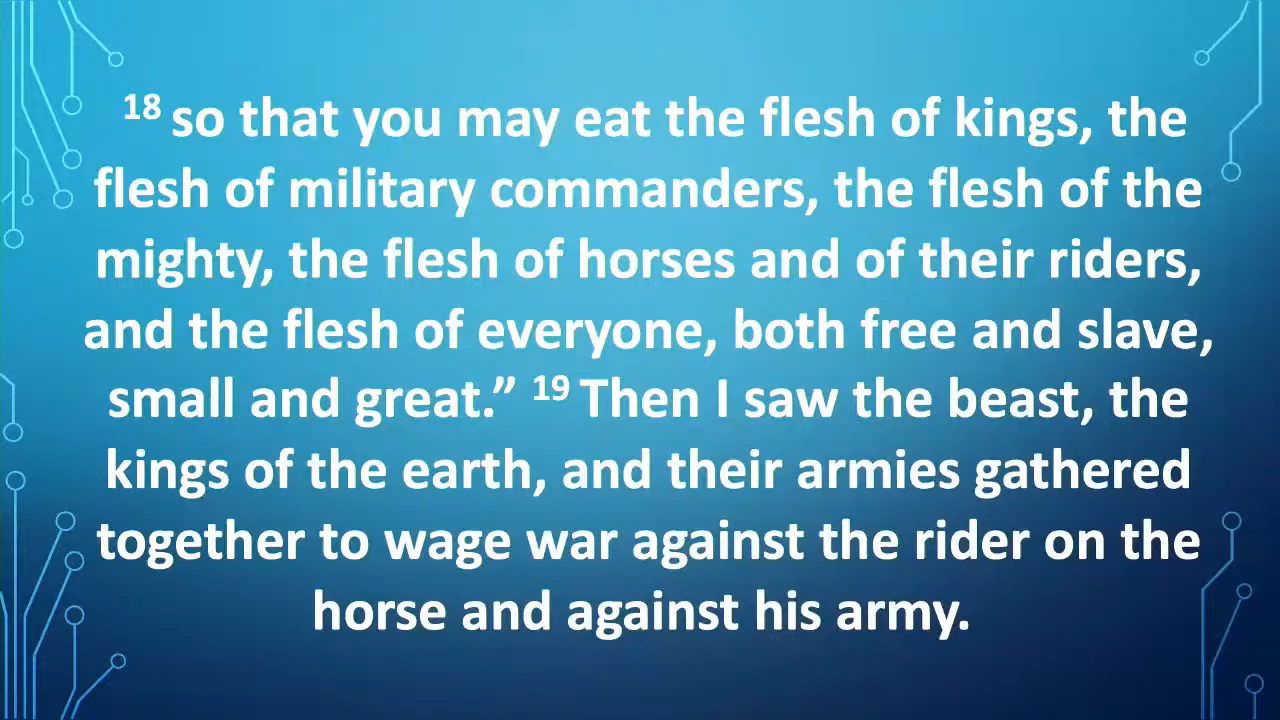 18 so that you may eat the flesh of kings, the
flesh of military commanders, the flesh of the
mighty, the flesh of horses and of their riders,
and the flesh of everyone, both free and slave,
small and great.” 19 Then I saw the beast, the
kings of the earth, and their armies gathered
together to wage war against the rider on the
horse and against his army.